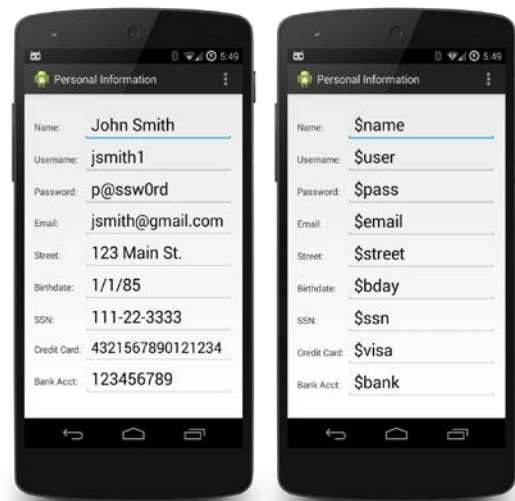 5:49
Personal Information
Name: John Smith
Username: jsmith1
Password: p@ssw0rd
Email: jsmith@gmail.com
Street: 123 Main St.
Birthdate: 1/1/85
SSN: 111-22-3333
Credit Card: 4321567890121234
Bank Acct: 123456789
5:49
Personal Information
Name: $name
Username: $user
Password: $pass
Email: $email
Street: $street
Birthdate: $bday
SSN: $ssn
Credit Card: $visa
Bank Acct: $bank